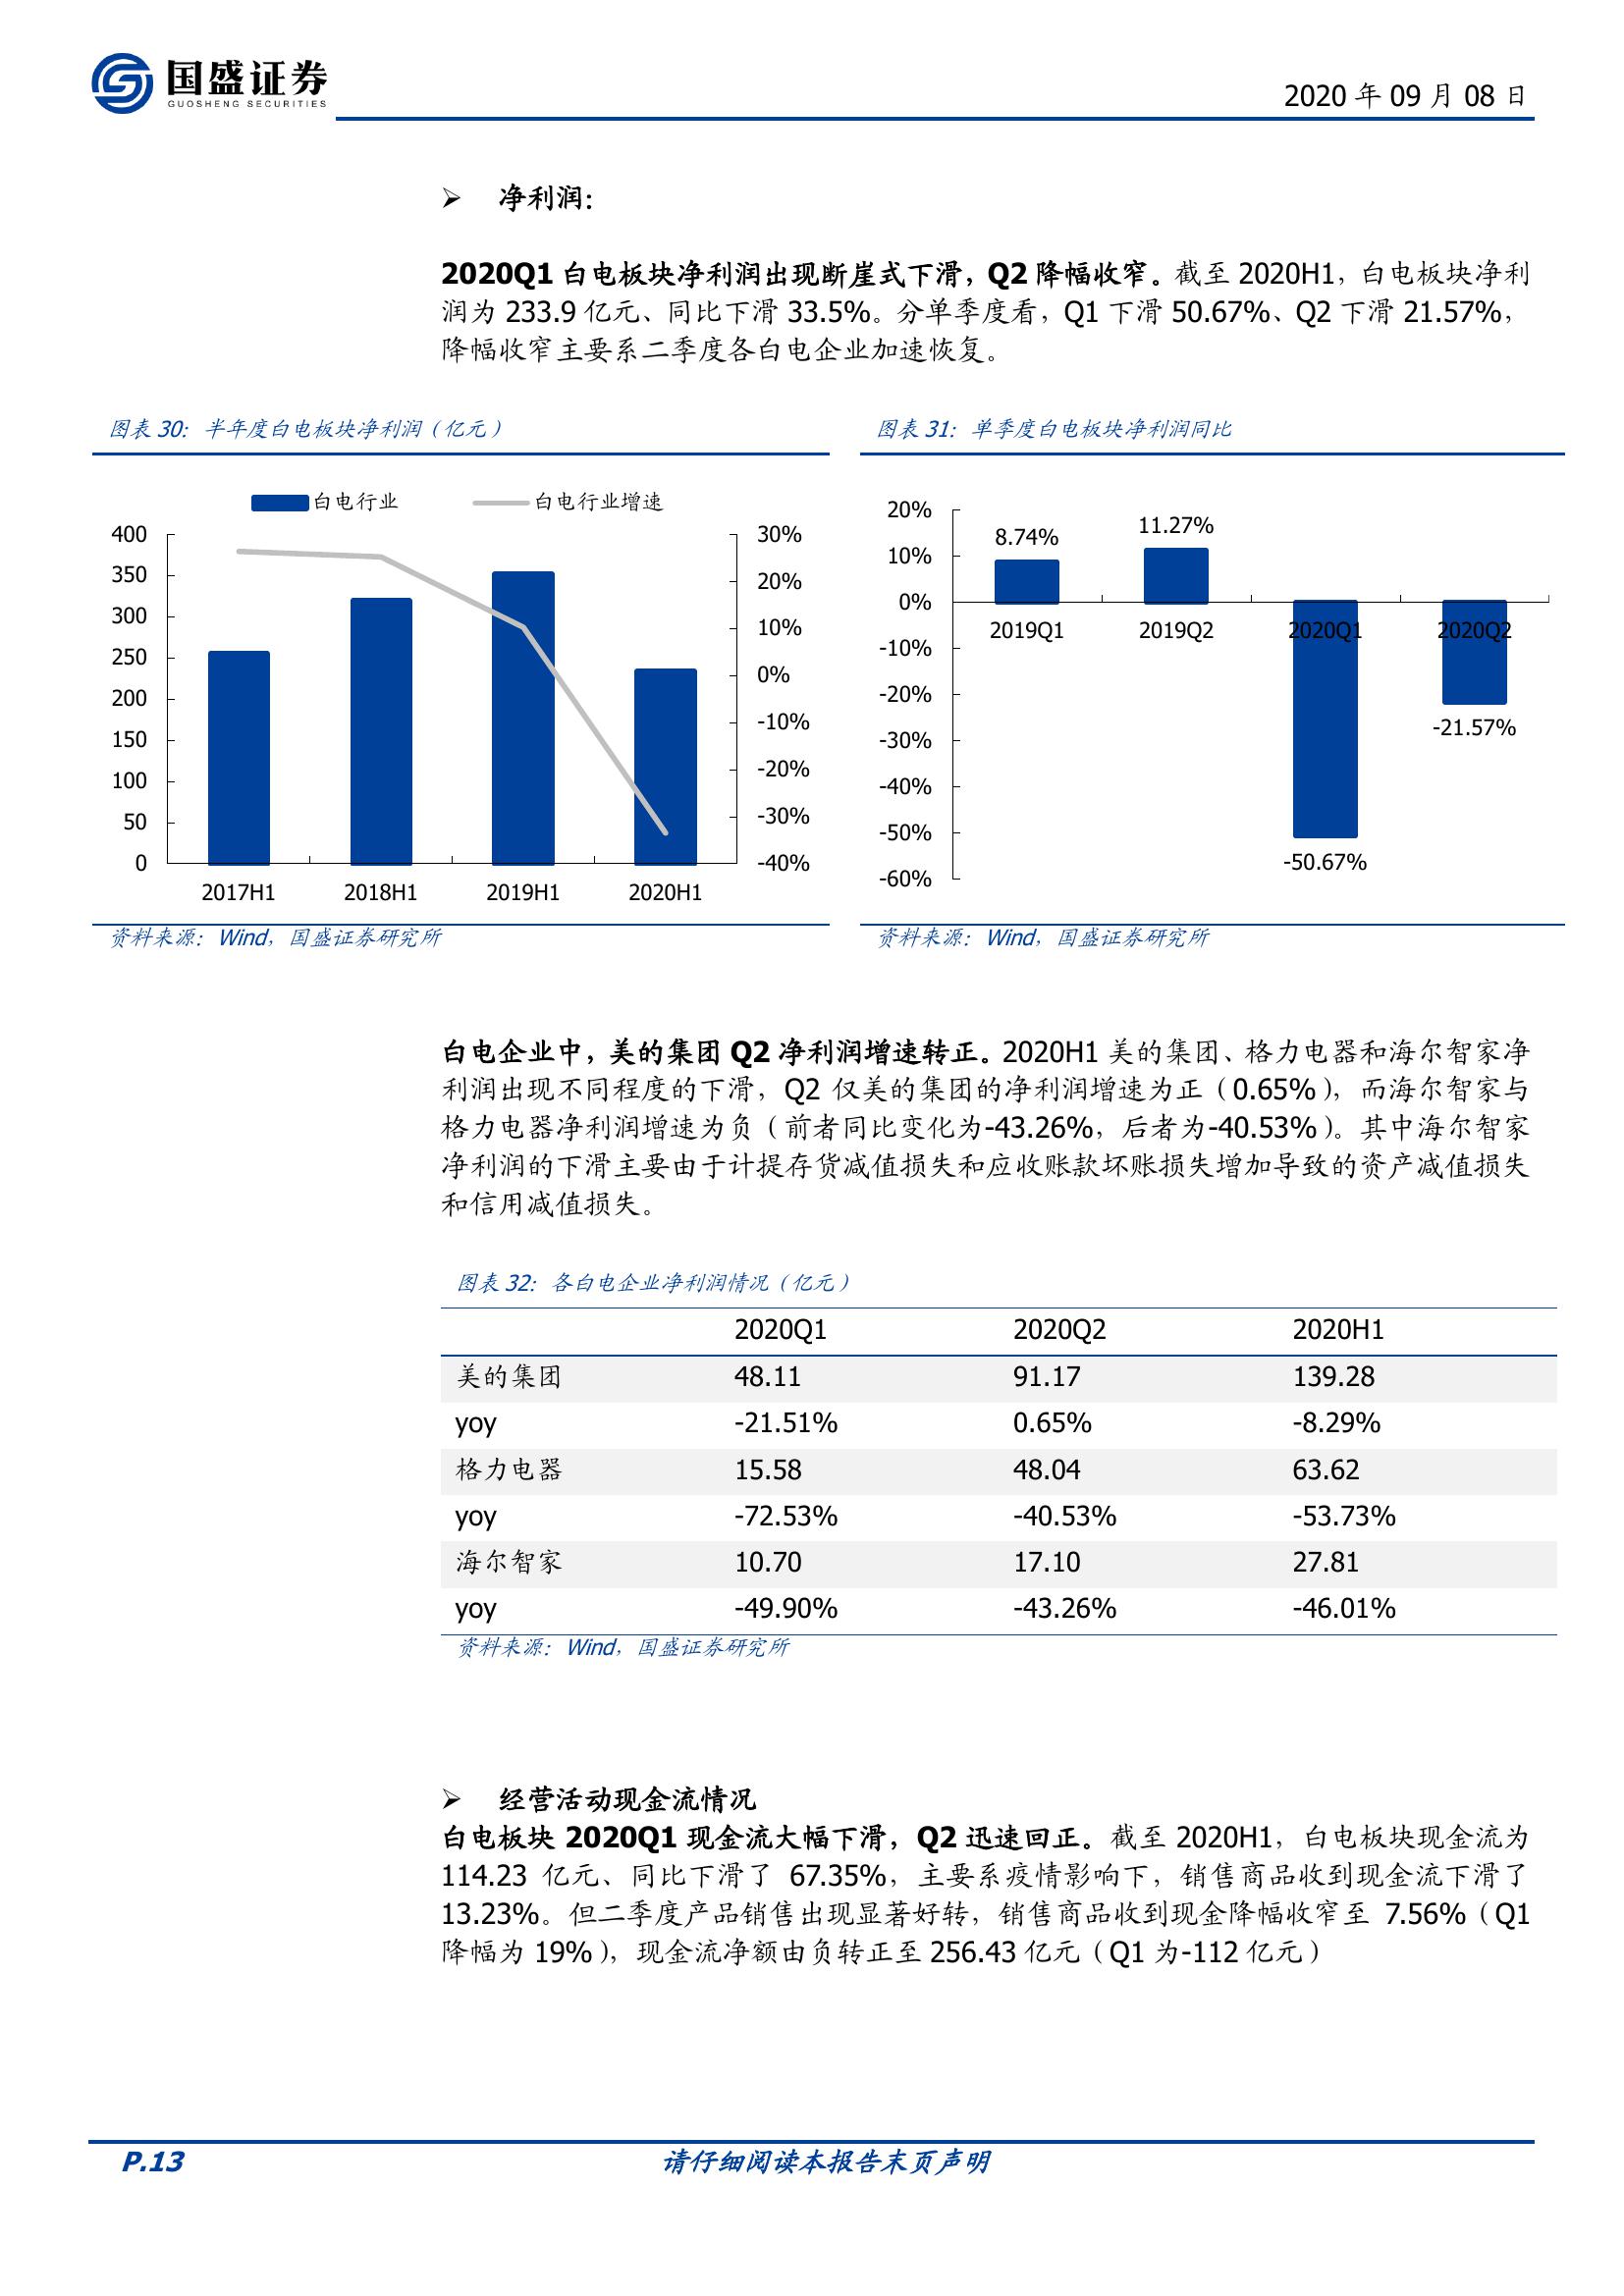 国盛证券
GUOSHENG SECURITIES
2020 年 09 月 08 日
➢ 净利润：
2020Q1 白电板块净利润出现断崖式下滑，Q2 降幅收窄。截至 2020H1，白电板块净利
润为 233.9 亿元、同比下滑 33.5%。分单季度看，Q1 下滑 50.67%、Q2 下滑 21.57%，
降幅收窄主要系二季度各白电企业加速恢复。
图表 30：半年度白电板块净利润（亿元）
白电行业 白电行业增速
400
350
300
250
200
150
100
50
0
30%
20%
10%
0%
-10%
-20%
-30%
-40%
2017H1 2018H1 2019H1 2020H1
资料来源：Wind，国盛证券研究所
图表 31：单季度白电板块净利润同比
20%
10%
0%
-10%
-20%
-30%
-40%
-50%
-60%
8.74% 11.27%
2019Q1 2019Q2 2020Q1 2020Q2
-21.57%
-50.67%
资料来源：Wind，国盛证券研究所
白电企业中，美的集团 Q2 净利润增速转正。2020H1 美的集团、格力电器和海尔智家净
利润出现不同程度的下滑，Q2 仅美的集团的净利润增速为正（0.65%），而海尔智家与
格力电器净利润增速为负（前者同比变化为-43.26%，后者为-40.53%）。其中海尔智家
净利润的下滑主要由于计提存货减值损失和应收账款坏账损失增加导致的资产减值损失
和信用减值损失。
图表 32：各白电企业净利润情况（亿元）
2020Q1 2020Q2 2020H1
美的集团 48.11 91.17 139.28
yoy -21.51% 0.65% -8.29%
格力电器 15.58 48.04 63.62
yoy -72.53% -40.53% -53.73%
海尔智家 10.70 17.10 27.81
yoy -49.90% -43.26% -46.01%
资料来源：Wind，国盛证券研究所
➢ 经营活动现金流情况
白电板块 2020Q1 现金流大幅下滑，Q2 迅速回正。截至 2020H1，白电板块现金流为
114.23 亿元、同比下滑了 67.35%，主要系疫情影响下，销售商品收到现金流下滑了
13.23%。但二季度产品销售出现显著好转，销售商品收到现金降幅收窄至 7.56%（Q1
降幅为 19%），现金流净额由负转正至 256.43 亿元（Q1 为-112 亿元）
P.13 请仔细阅读本报告末页声明